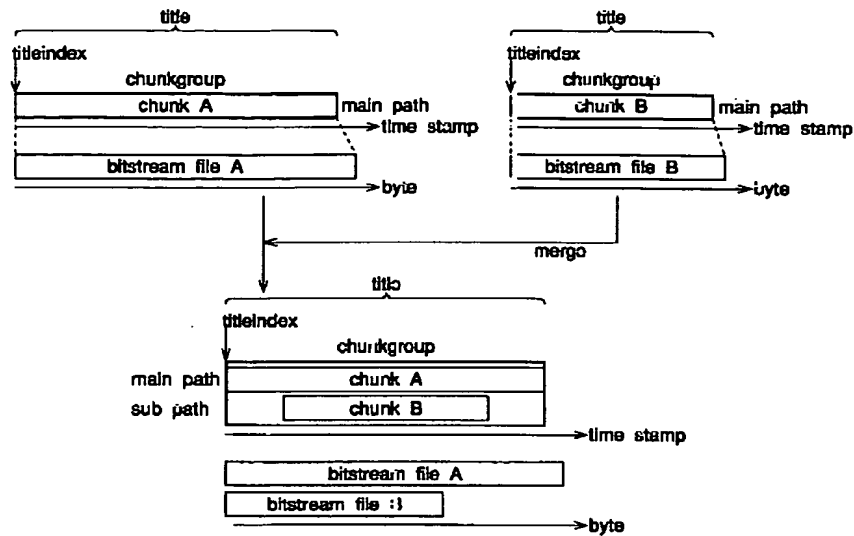 title
titleindex
chunkgroup
chunk A
main path
time stamp
bitstream file A
byte
title
titleindex
chunkgroup
chunk B
main path
time stamp
bitstream file B
byte
merge
title
titleindex
chunkgroup
main path
chunk A
sub path
chunk B
time stamp
bitstream file A
bitstream file
byte